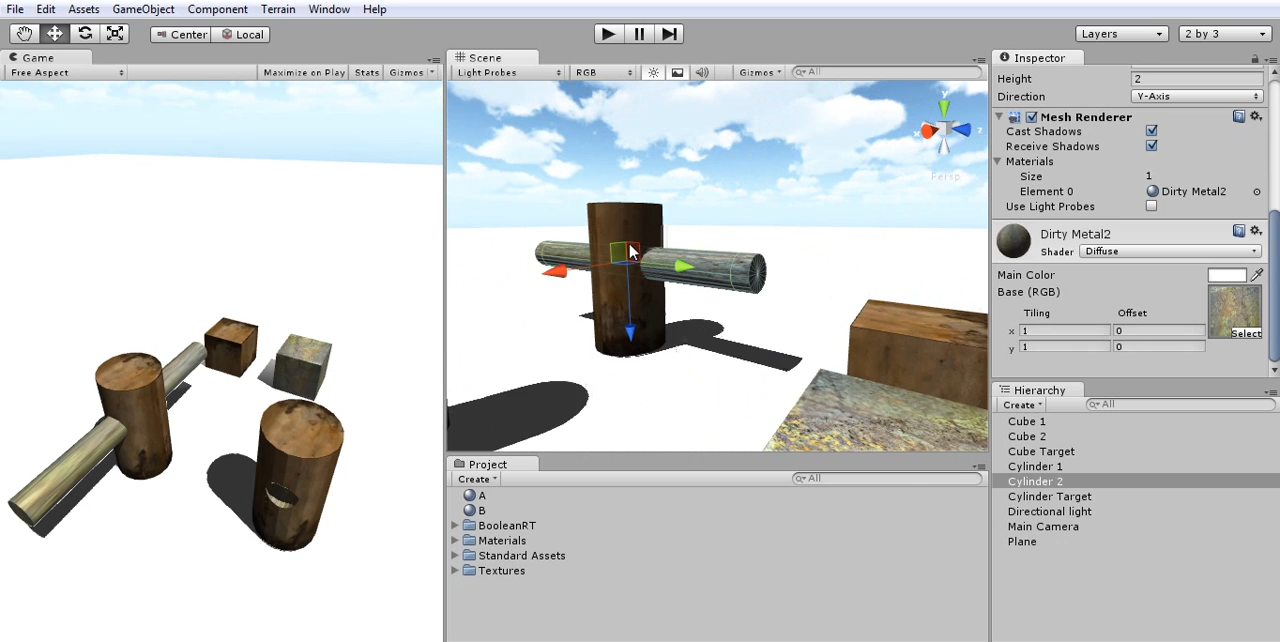 File Edit Assets GameObject Component Terrain Window Help
Center Local Layers 2 by 3
Game
Free Aspect Maximize on Play Stats Gizmos
Scene
Light Probes RGB Gizmos All
y
z
Persp
Inspector
Height 2
Direction Y-Axis
Mesh Renderer
Cast Shadows
Receive Shadows
Materials
Size 1
Element 0 Dirty Metal2
Use Light Probes
Dirty Metal2
Shader Diffuse
Main Color
Base (RGB)
Tiling Offset
x 1 0
y 1 0
Select
Project
Create All
A
B
BooleanRT
Materials
Standard Assets
Textures
Hierarchy
Create All
Cube 1
Cube 2
Cube Target
Cylinder 1
Cylinder 2
Cylinder Target
Directional light
Main Camera
Plane